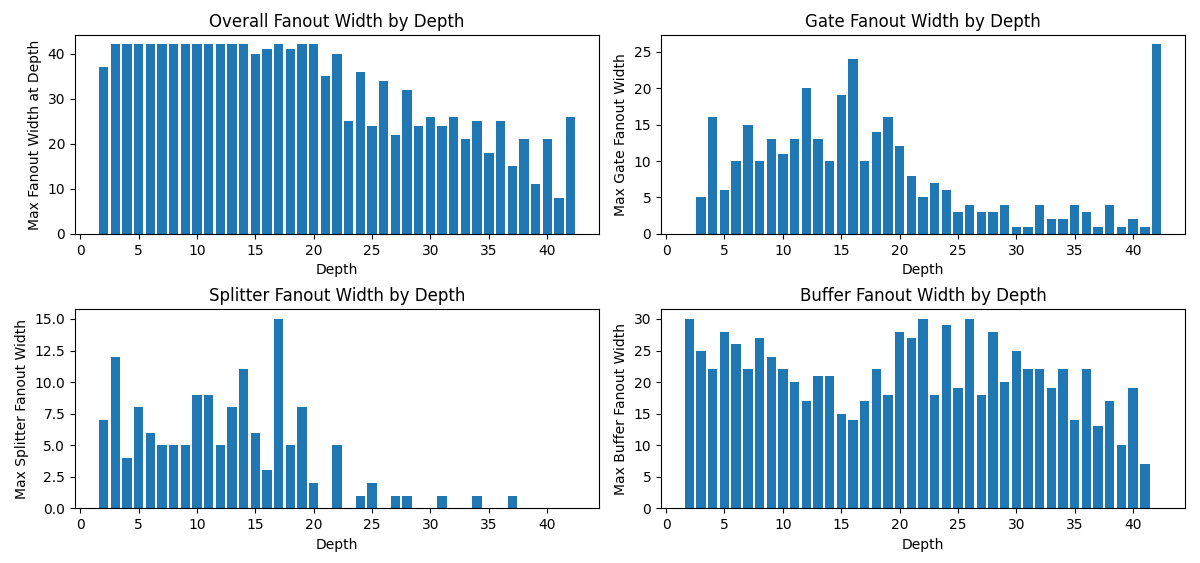 Overall Fanout Width by Depth
Max Fanout Width at Depth
40
30
20
10
0
0 5 10 15 20 25 30 35 40
Depth
Gate Fanout Width by Depth
Max Gate Fanout Width
25
20
15
10
5
0
0 5 10 15 20 25 30 35 40
Depth
Splitter Fanout Width by Depth
Max Splitter Fanout Width
15.0
12.5
10.0
7.5
5.0
2.5
0.0
0 5 10 15 20 25 30 35 40
Depth
Buffer Fanout Width by Depth
Max Buffer Fanout Width
30
25
20
15
10
5
0
0 5 10 15 20 25 30 35 40
Depth